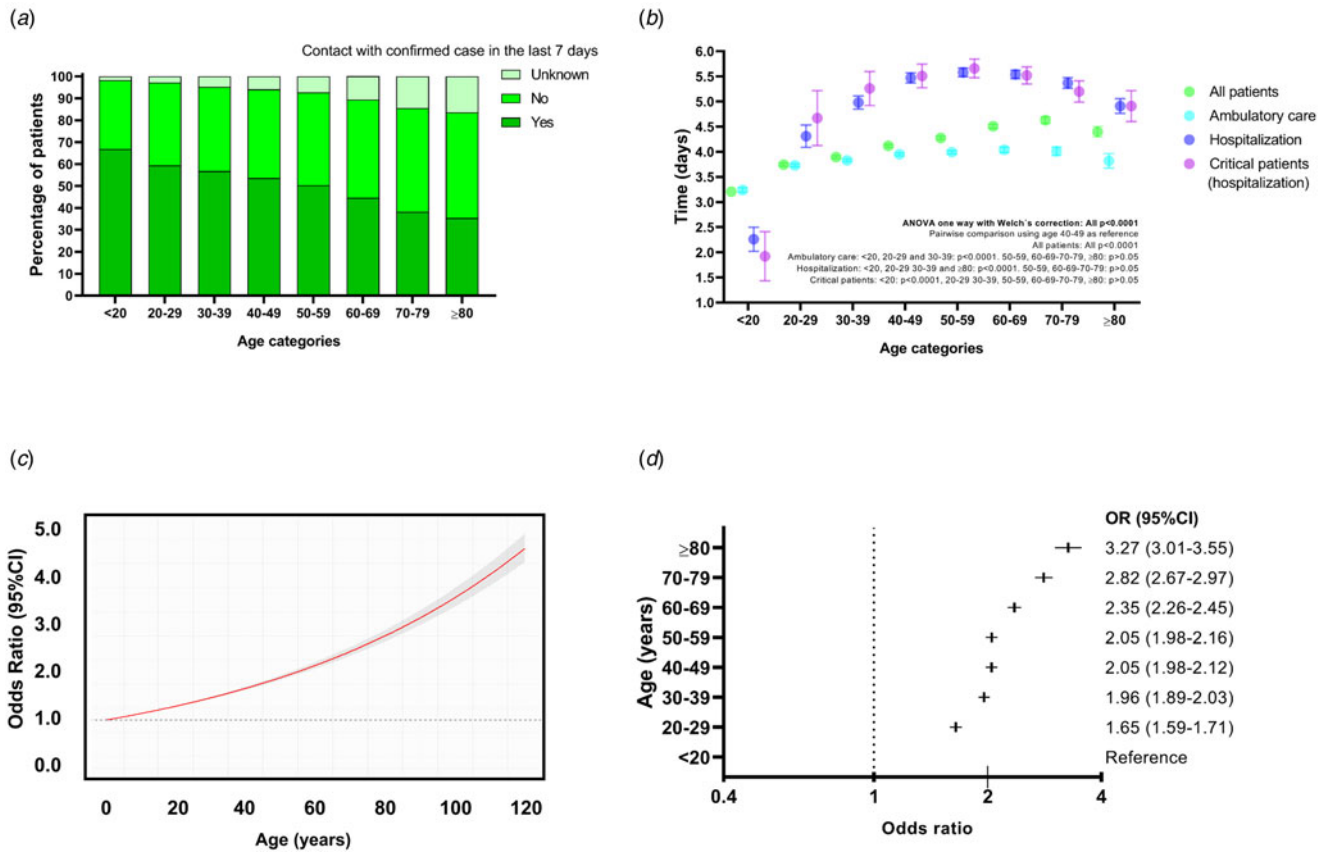 (a)
Contact with confirmed case in the last 7 days
Unknown
No
Yes
Percentage of patients
100
90
80
70
60
50
40
30
20
10
0
<20 20-29 30-39 40-49 50-59 60-69 70-79 ≥80
Age categories
(b)
Time (days)
6.0
5.5
5.0
4.5
4.0
3.5
3.0
2.5
2.0
1.5
1.0
All patients
Ambulatory care
Hospitalization
Critical patients
(hospitalization)
ANOVA one way with Welch`s correction: All p<0.0001
Pairwise comparison using age 40-49 as reference
All patients: All p<0.0001
Ambulatory care: <20, 20-29 and 30-39: p<0.0001. 50-59, 60-69-70-79, ≥80: p>.05
Hospitalization: <20, 20-29 30-39 and ≥80: p<0.0001. 50-59, 60-69-70-79: p>.05
Critical patients: <20: p<0.0001, 20-29 30-39, 50-59, 60-69-70-79, ≥80: p>.05
<20 20-29 30-39 40-49 50-59 60-69 70-79 ≥80
Age categories
(c)
Odds Ratio (95%CI)
5.0
4.0
3.0
2.0
1.0
0.0
0 20 40 60 80 100 120
Age (years)
(d)
Age (years)
OR (95%CI)
≥80 3.27 (3.01-3.55)
70-79 2.82 (2.67-2.97)
60-69 2.35 (2.26-2.45)
50-59 2.05 (1.98-2.16)
40-49 2.05 (1.98-2.12)
30-39 1.96 (1.89-2.03)
20-29 1.65 (1.59-1.71)
<20 Reference
0.4 1 2 4
Odds ratio